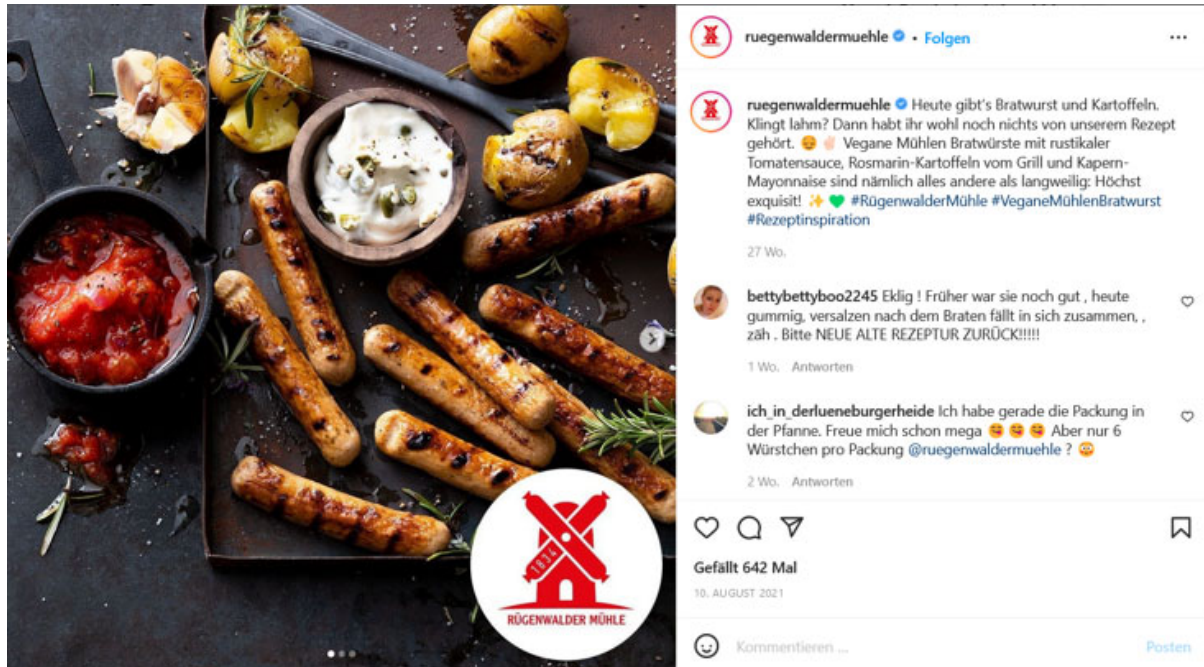 1834
RÜGENWALDER MÜHLE
ruegenwaldermuehle • Folgen
ruegenwaldermuehle Heute gibt's Bratwurst und Kartoffeln.
Klingt lahm? Dann habt ihr wohl noch nichts von unserem Rezept
gehört. 😊 ✌🏻 Vegane Mühlen Bratwürste mit rustikaler
Tomatensauce, Rosmarin-Kartoffeln vom Grill und Kapern-
Mayonnaise sind nämlich alles andere als langweilig: Höchst
exquisit! ✨ 💚 #RügenwalderMühle #VeganeMühlenBratwurst
#Rezeptinspiration
27 Wo.
bettybettyboo2245 Eklig ! Früher war sie noch gut , heute
gummig, versalzen nach dem Braten fällt in sich zusammen, ,
zäh . Bitte NEUE ALTE REZEPTUR ZURÜCK!!!!!
1 Wo. Antworten
ich_in_derlueneburgerheide Ich habe gerade die Packung in
der Pfanne. Freue mich schon mega 😋 😋 😋 Aber nur 6
Würstchen pro Packung @ruegenwaldermuehle ? 😳
2 Wo. Antworten
Gefällt 642 Mal
10. AUGUST 2021
Kommentieren ...
Posten